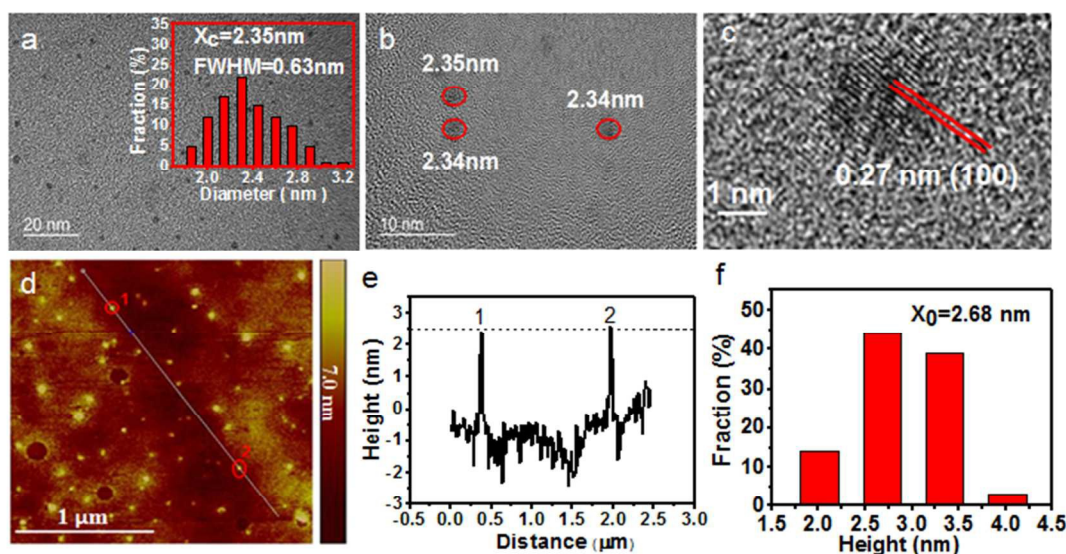 a
Xc=2.35nm
FWHM=0.63nm
Fraction (%)
35
30
25
20
15
10
5
0
2.0 2.4 2.8 3.2
Diameter ( nm )
20 nm
b
2.35nm
2.34nm
2.34nm
10 nm
c
0.27 nm (100)
1 nm
d
1
2
1 μm
7.0 nm
e
Height (nm)
3
2
1
0
-1
-2
3
1 2
-0.5 0.0 0.5 1.0 1.5 2.0 2.5 3.0
Distance (μm)
f
X0=2.68 nm
Fraction (%)
50
40
30
20
10
0
1.5 2.0 2.5 3.0 3.5 4.0 4.5
Height (nm)